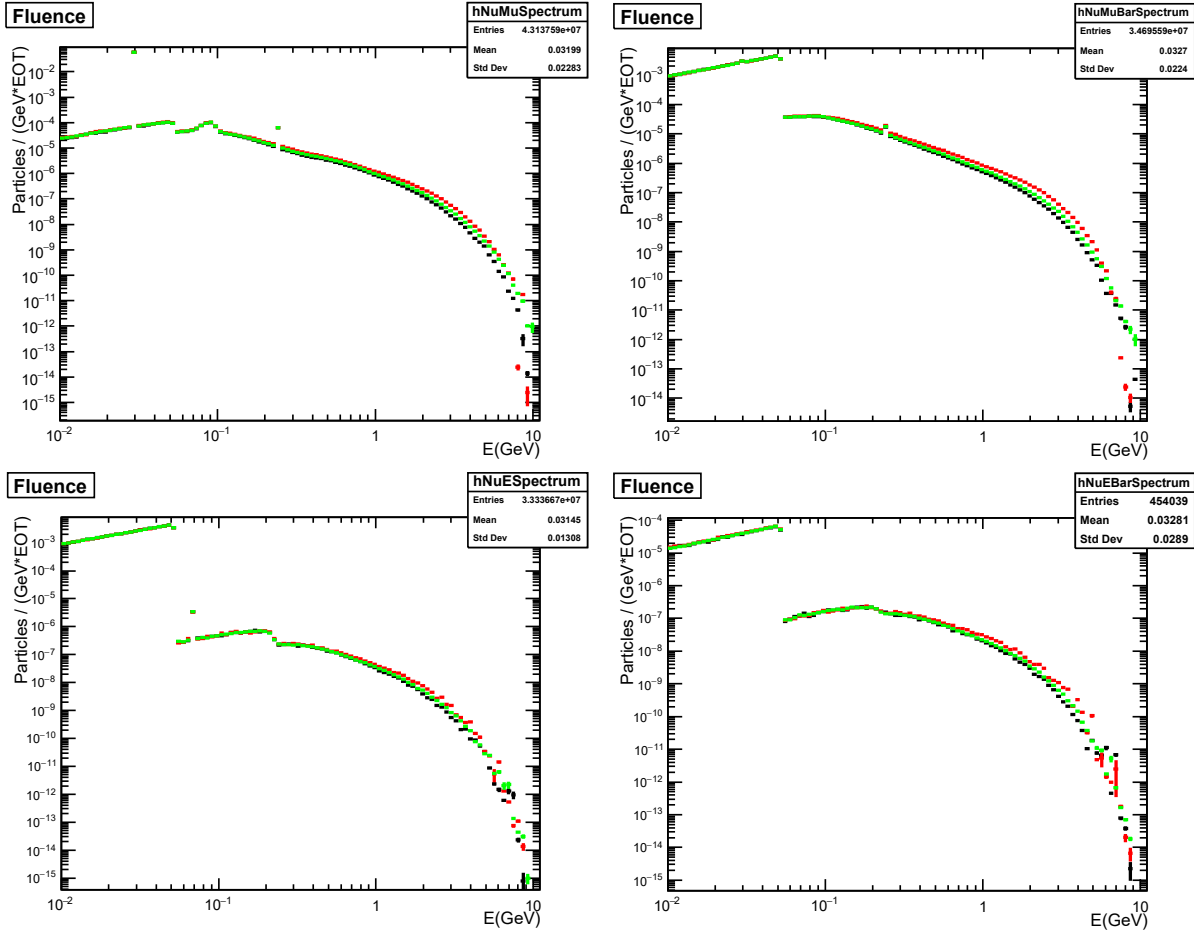 Fluence
hNuMuSpectrum
Entries 4.313759e+07
Mean 0.03199
Std Dev 0.02283
Particles / (GeV*EOT)
10⁻²
10⁻³
10⁻⁴
10⁻⁵
10⁻⁶
10⁻⁷
10⁻⁸
10⁻⁹
10⁻¹⁰
10⁻¹¹
10⁻¹²
10⁻¹³
10⁻¹⁴
10⁻¹⁵
10⁻² 10⁻¹ 1 10
E(GeV)
Fluence
hNuMuBarSpectrum
Entries 3.469559e+07
Mean 0.0327
Std Dev 0.0224
Particles / (GeV*EOT)
10⁻³
10⁻⁴
10⁻⁵
10⁻⁶
10⁻⁷
10⁻⁸
10⁻⁹
10⁻¹⁰
10⁻¹¹
10⁻¹²
10⁻¹³
10⁻¹⁴
10⁻² 10⁻¹ 1 10
E(GeV)
Fluence
hNuESpectrum
Entries 3.333667e+07
Mean 0.03145
Std Dev 0.01308
Particles / (GeV*EOT)
10⁻³
10⁻⁴
10⁻⁵
10⁻⁶
10⁻⁷
10⁻⁸
10⁻⁹
10⁻¹⁰
10⁻¹¹
10⁻¹²
10⁻¹³
10⁻¹⁴
10⁻¹⁵
10⁻² 10⁻¹ 1 10
E(GeV)
Fluence
hNuEBarSpectrum
Entries 454039
Mean 0.03281
Std Dev 0.0289
Particles / (GeV*EOT)
10⁻⁴
10⁻⁵
10⁻⁶
10⁻⁷
10⁻⁸
10⁻⁹
10⁻¹⁰
10⁻¹¹
10⁻¹²
10⁻¹³
10⁻¹⁴
10⁻¹⁵
10⁻² 10⁻¹ 1 10
E(GeV)